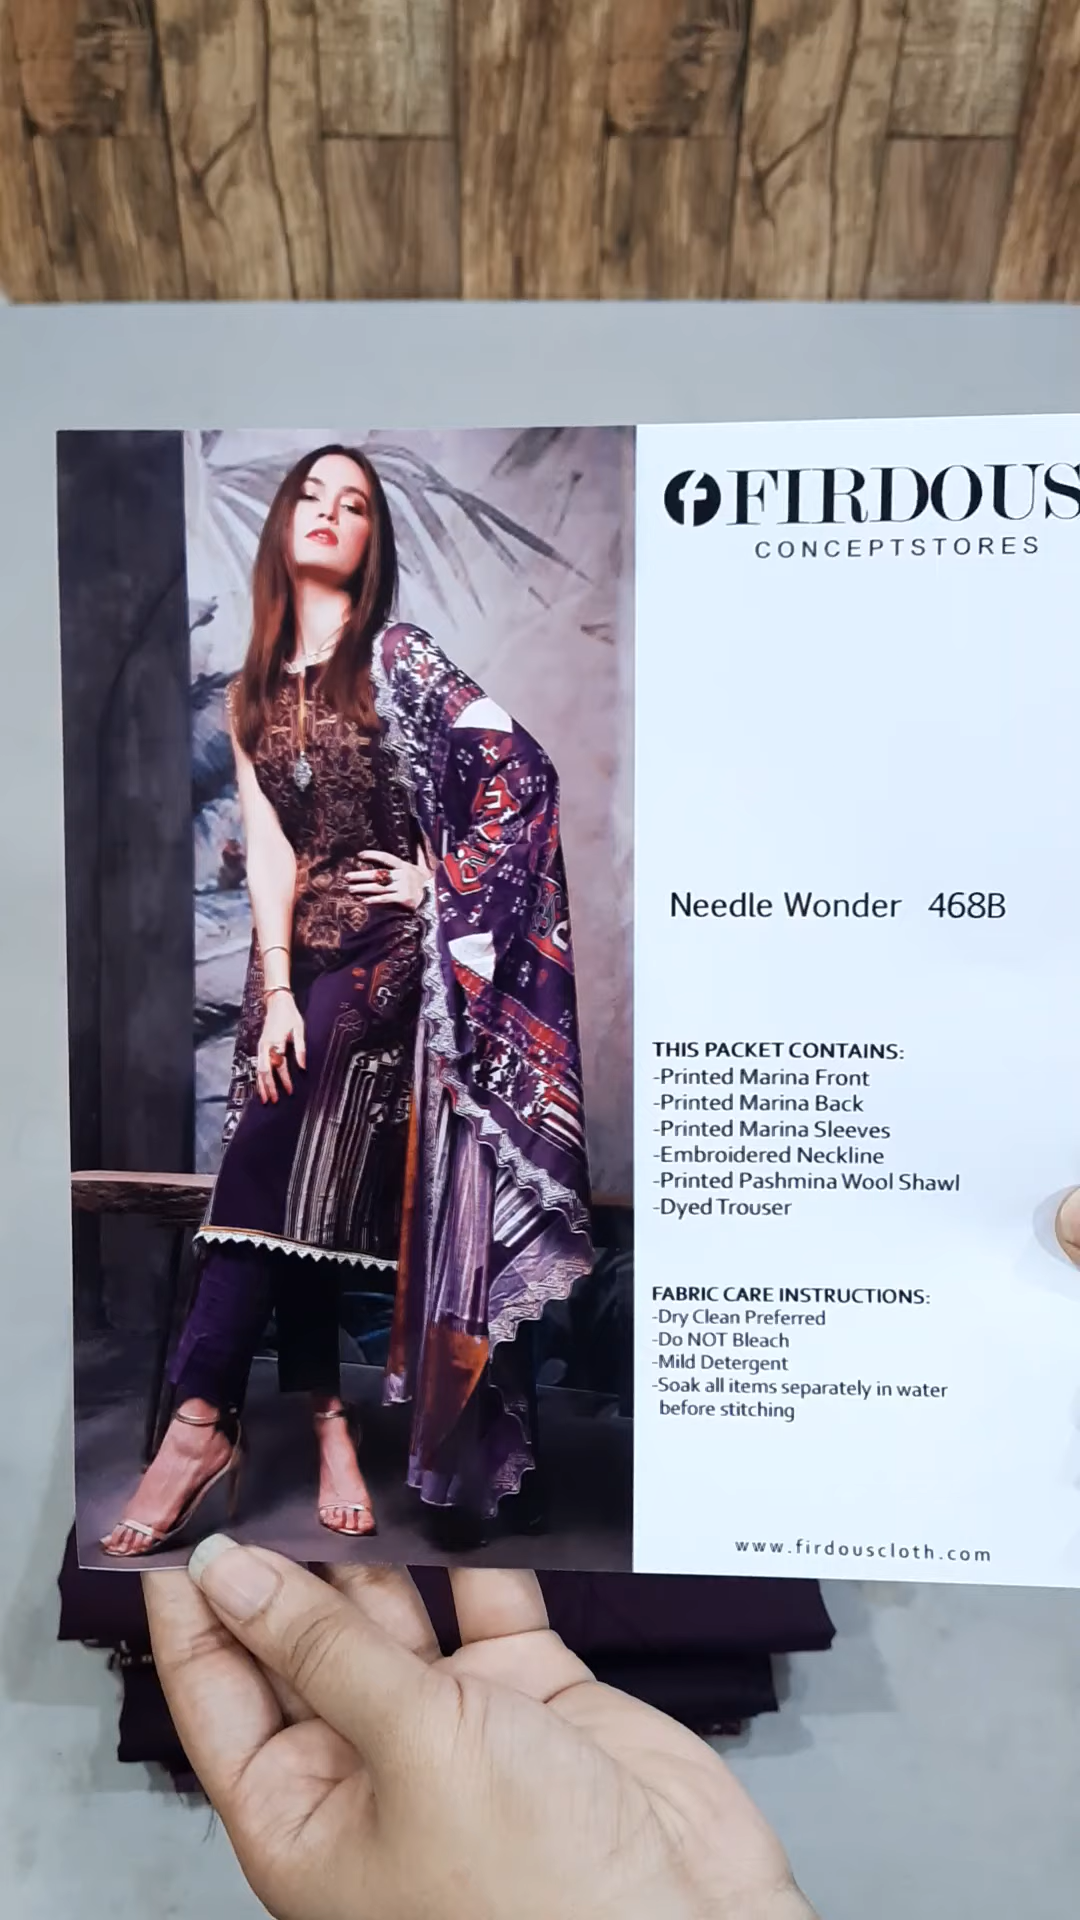 FIRDOUS
CONCEPTSTORES
Needle Wonder 468B
THIS PACKET CONTAINS:
-Printed Marina Front
-Printed Marina Back
-Printed Marina Sleeves
-Embroidered Neckline
-Printed Pashmina Wool Shawl
-Dyed Trouser
FABRIC CARE INSTRUCTIONS:
-Dry Clean Preferred
-Do NOT Bleach
-Mild Detergent
-Soak all items separately in water
before stitching
www.firdouscloth.com